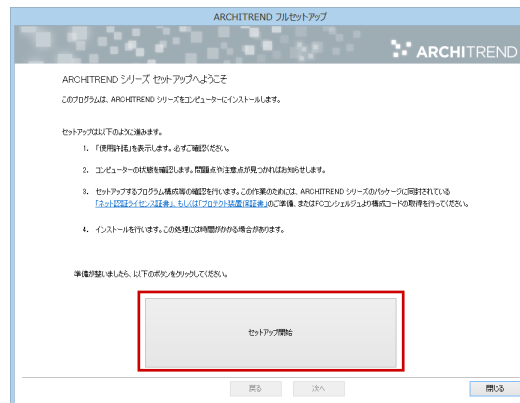 ARCHITREND フルセットアップ
ARCHITREND
ARCHITREND シリーズ セットアップへようこそ
このプログラムは、ARCHITREND シリーズをコンピューターにインストールします。
セットアップは以下のように進みます。
1. 「使用許諾」を表示します。必ずご確認ください。
2. コンピューターの状態を確認します。問題点や注意点が見つかればお知らせします。
3. セットアップするプログラム構成等の確認を行います。この作業のためには、ARCHITREND シリーズのパッケージに同封されている
「ネット認証ライセンス証書」、もしくは「プロテクト装置保証書」のご準備、またはFCコンシェルジュより構成コードの取得を行ってください。
4. インストールを行います。この処理には時間がかかる場合があります。
準備が整いましたら、以下のボタンをクリックしてください。
セットアップ開始
戻る 次へ 閉じる